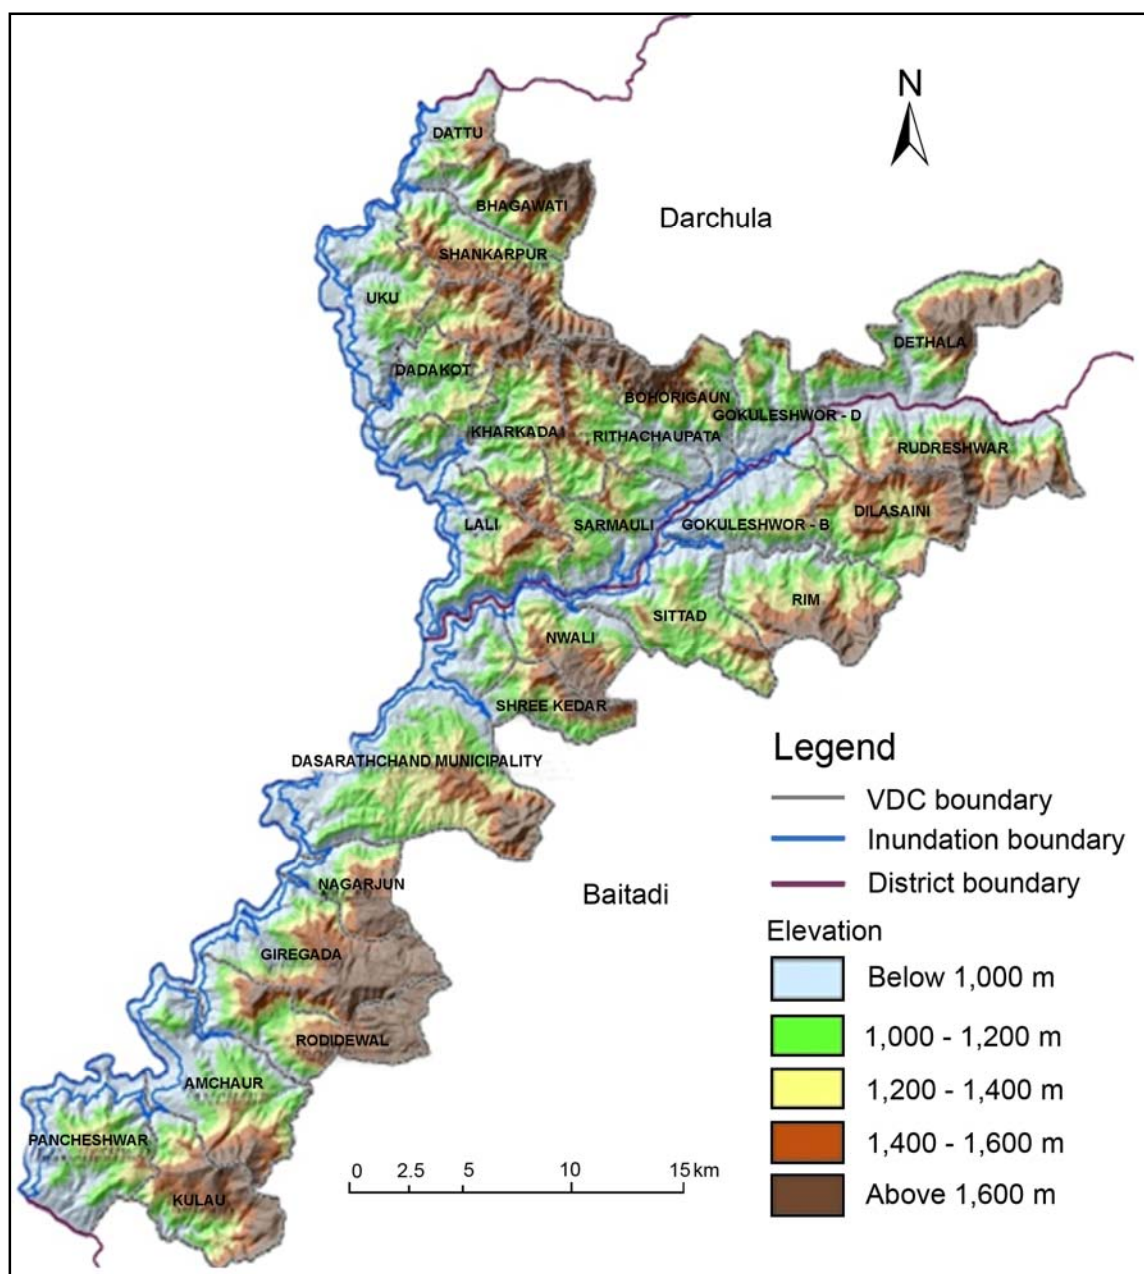 N
DATTU
BHAGAWATI
Darchula
SHANKARPUR
UKU
DETHALA
DADAKOT
BOHORIGAUN
GOKULESHWOR - D
KHARKADA
RITHACHAUPATA
RUDRESHWAR
LALI
SARMAULI
GOKULESHWOR - B
DILASAINI
RIM
SITTAD
NWALI
SHREE KEDAR
DASARATHCHAND MUNICIPALITY
NAGARJUN
Baitadi
GIREGADA
RODIDEWAL
AMCHAUR
PANCHESHWAR
KULAU
Legend
VDC boundary
Inundation boundary
District boundary
Elevation
Below 1,000 m
1,000 - 1,200 m
1,200 - 1,400 m
1,400 - 1,600 m
Above 1,600 m
0 2.5 5 10 15 km